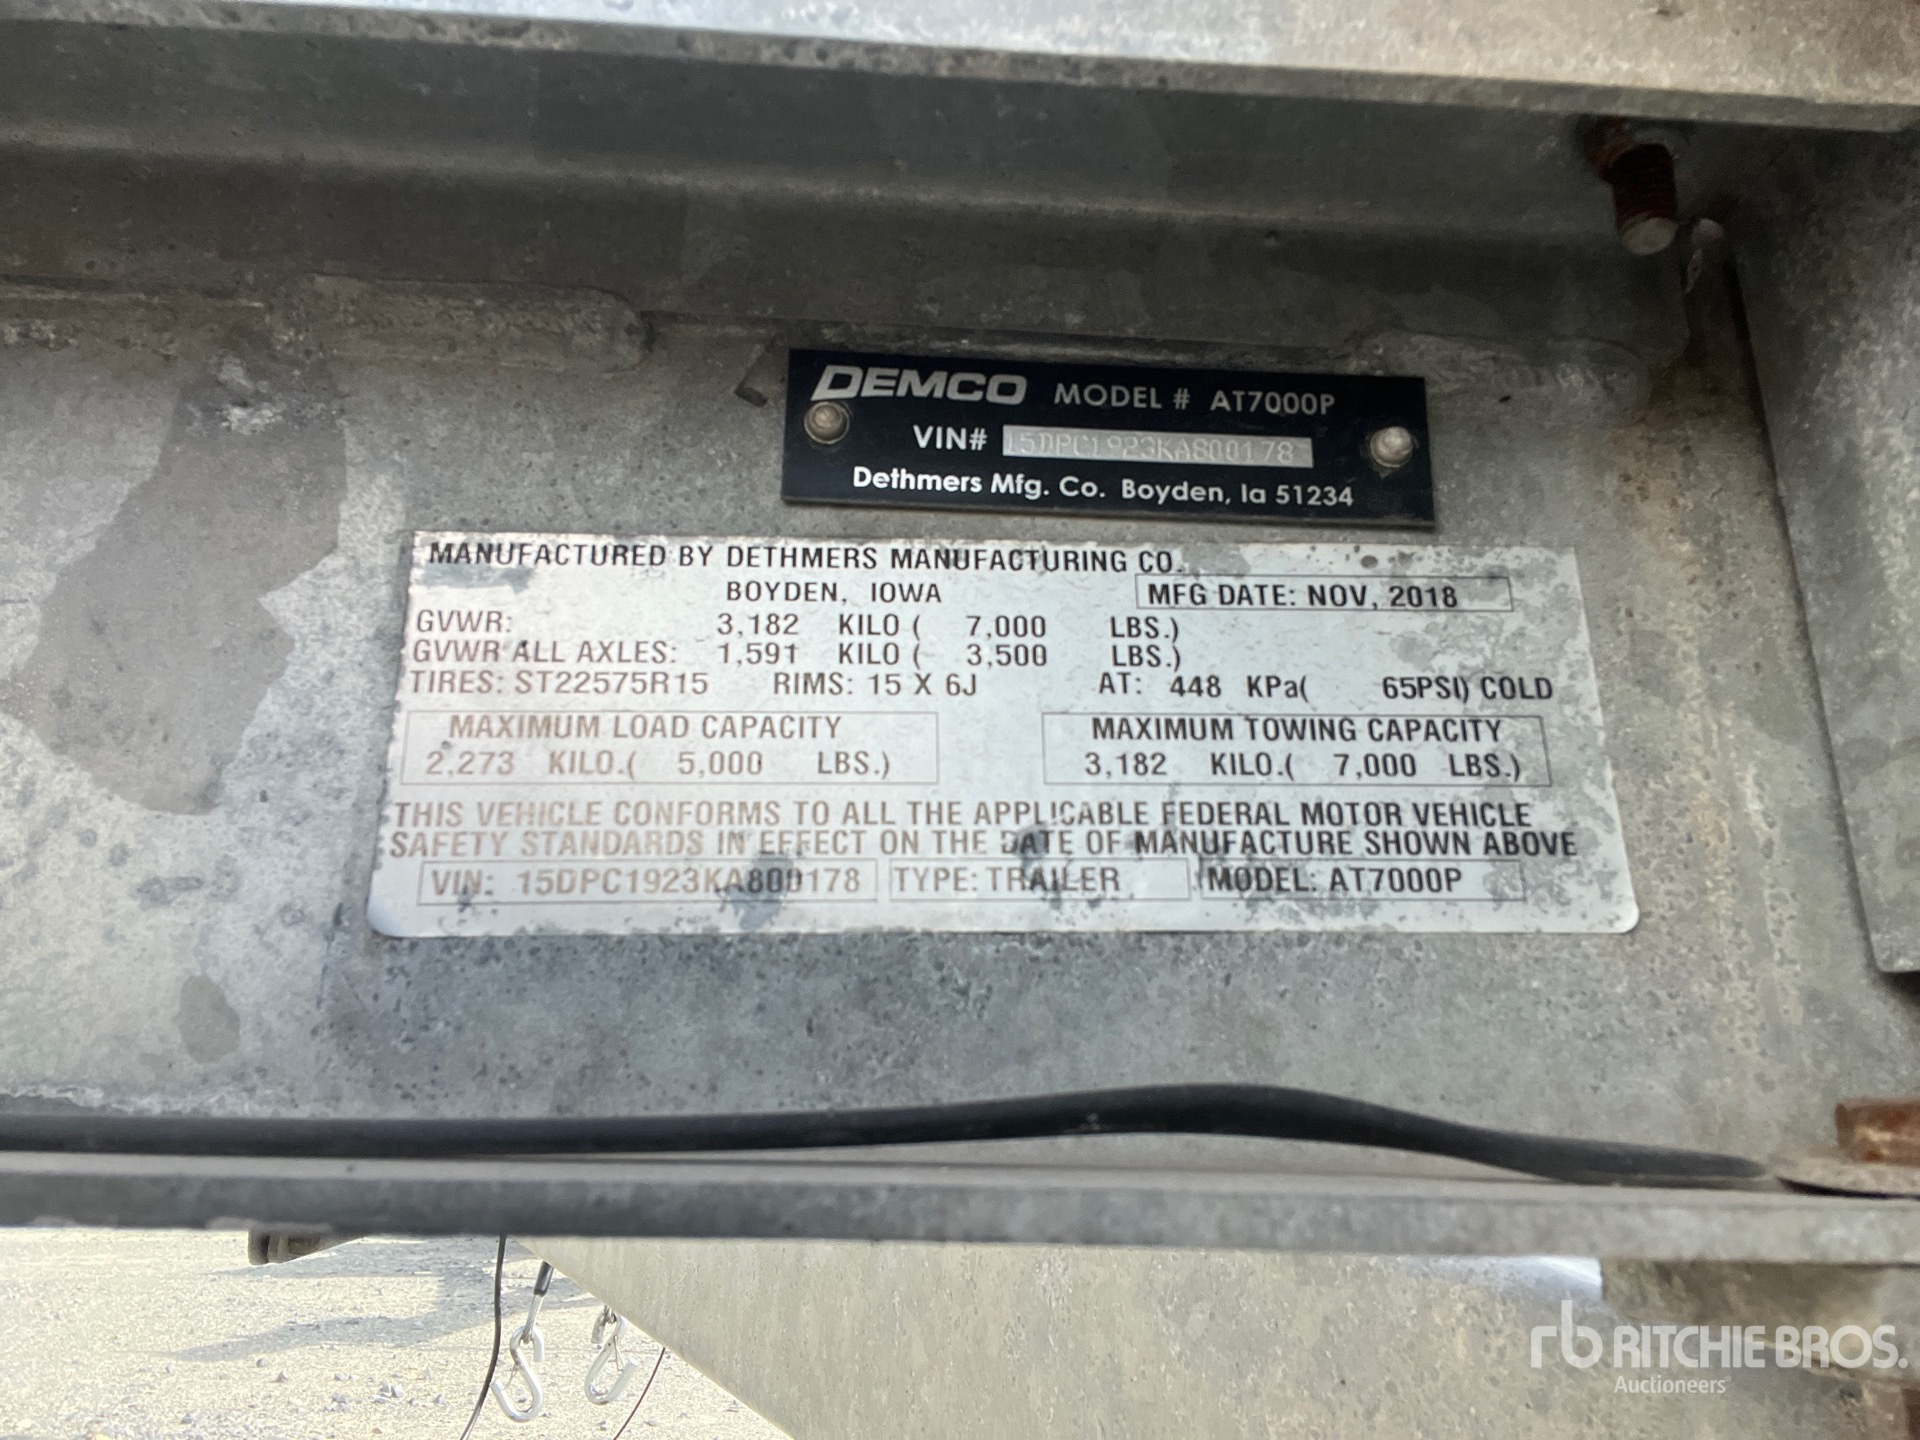 DEMCO MODEL # AT7000P
VIN# 15DPC1923KA800178
Dethmers Mfg. Co. Boyden, Ia 51234
MANUFACTURED BY DETHMERS MANUFACTURING CO.
BOYDEN, IOWA MFG DATE: NOV, 2018
GVWR: 3,182 KILO ( 7,000 LBS.)
GVWR ALL AXLES: 1,591 KILO ( 3,500 LBS.)
TIRES: ST22575R15 RIMS: 15 X 6J AT: 448 KPa( 65PSI) COLD
MAXIMUM LOAD CAPACITY MAXIMUM TOWING CAPACITY
2,273 KILO.( 5,000 LBS.) 3,182 KILO.( 7,000 LBS.)
THIS VEHICLE CONFORMS TO ALL THE APPLICABLE FEDERAL MOTOR VEHICLE
SAFETY STANDARDS IN EFFECT ON THE DATE OF MANUFACTURE SHOWN ABOVE
VIN: 15DPC1923KA800178 TYPE: TRAILER MODEL: AT7000P
rb RITCHIE BROS.
Auctioneers